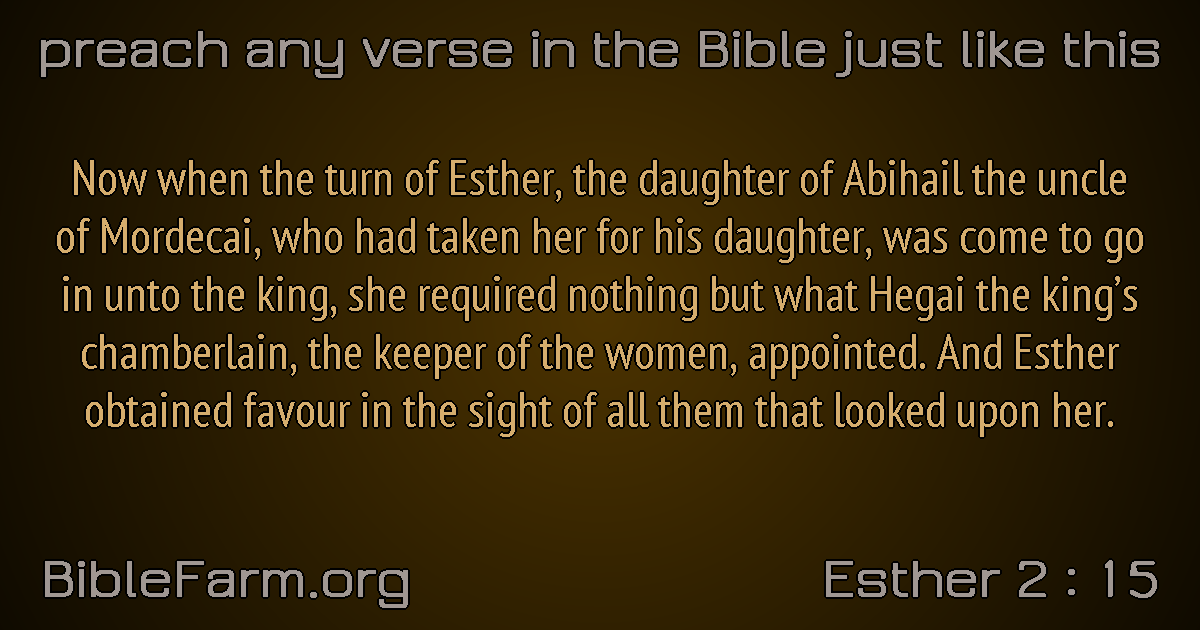 preach any verse in the Bible just like this
Now when the turn of Esther, the daughter of Abihail the uncle
of Mordecai, who had taken her for his daughter, was come to go
in unto the king, she required nothing but what Hegai the king’s
chamberlain, the keeper of the women, appointed. And Esther
obtained favour in the sight of all them that looked upon her.
BibleFarm.org
Esther 2 : 15